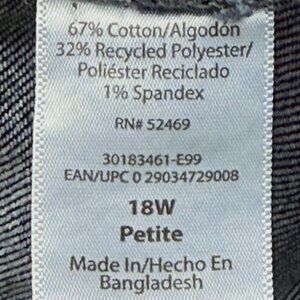 67% Cotton/Algodon
32% Recycled Polyester/
Poliéster Reciclado
1% Spandex
RN# 52469
30183461-E99
EAN/UPC 0 29034729008
18W
Petite
Made In/Hecho En
Bangladesh